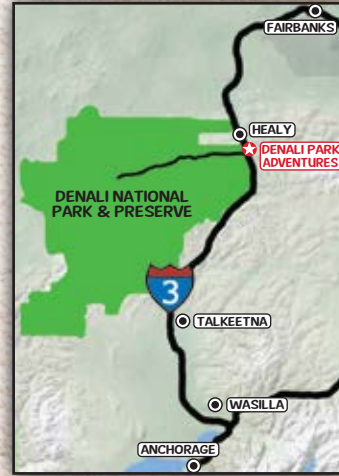 FAIRBANKS
HEALY
DENALI PARK
ADVENTURES
DENALI NATIONAL
PARK & PRESERVE
3
TALKEETNA
WASILLA
ANCHORAGE